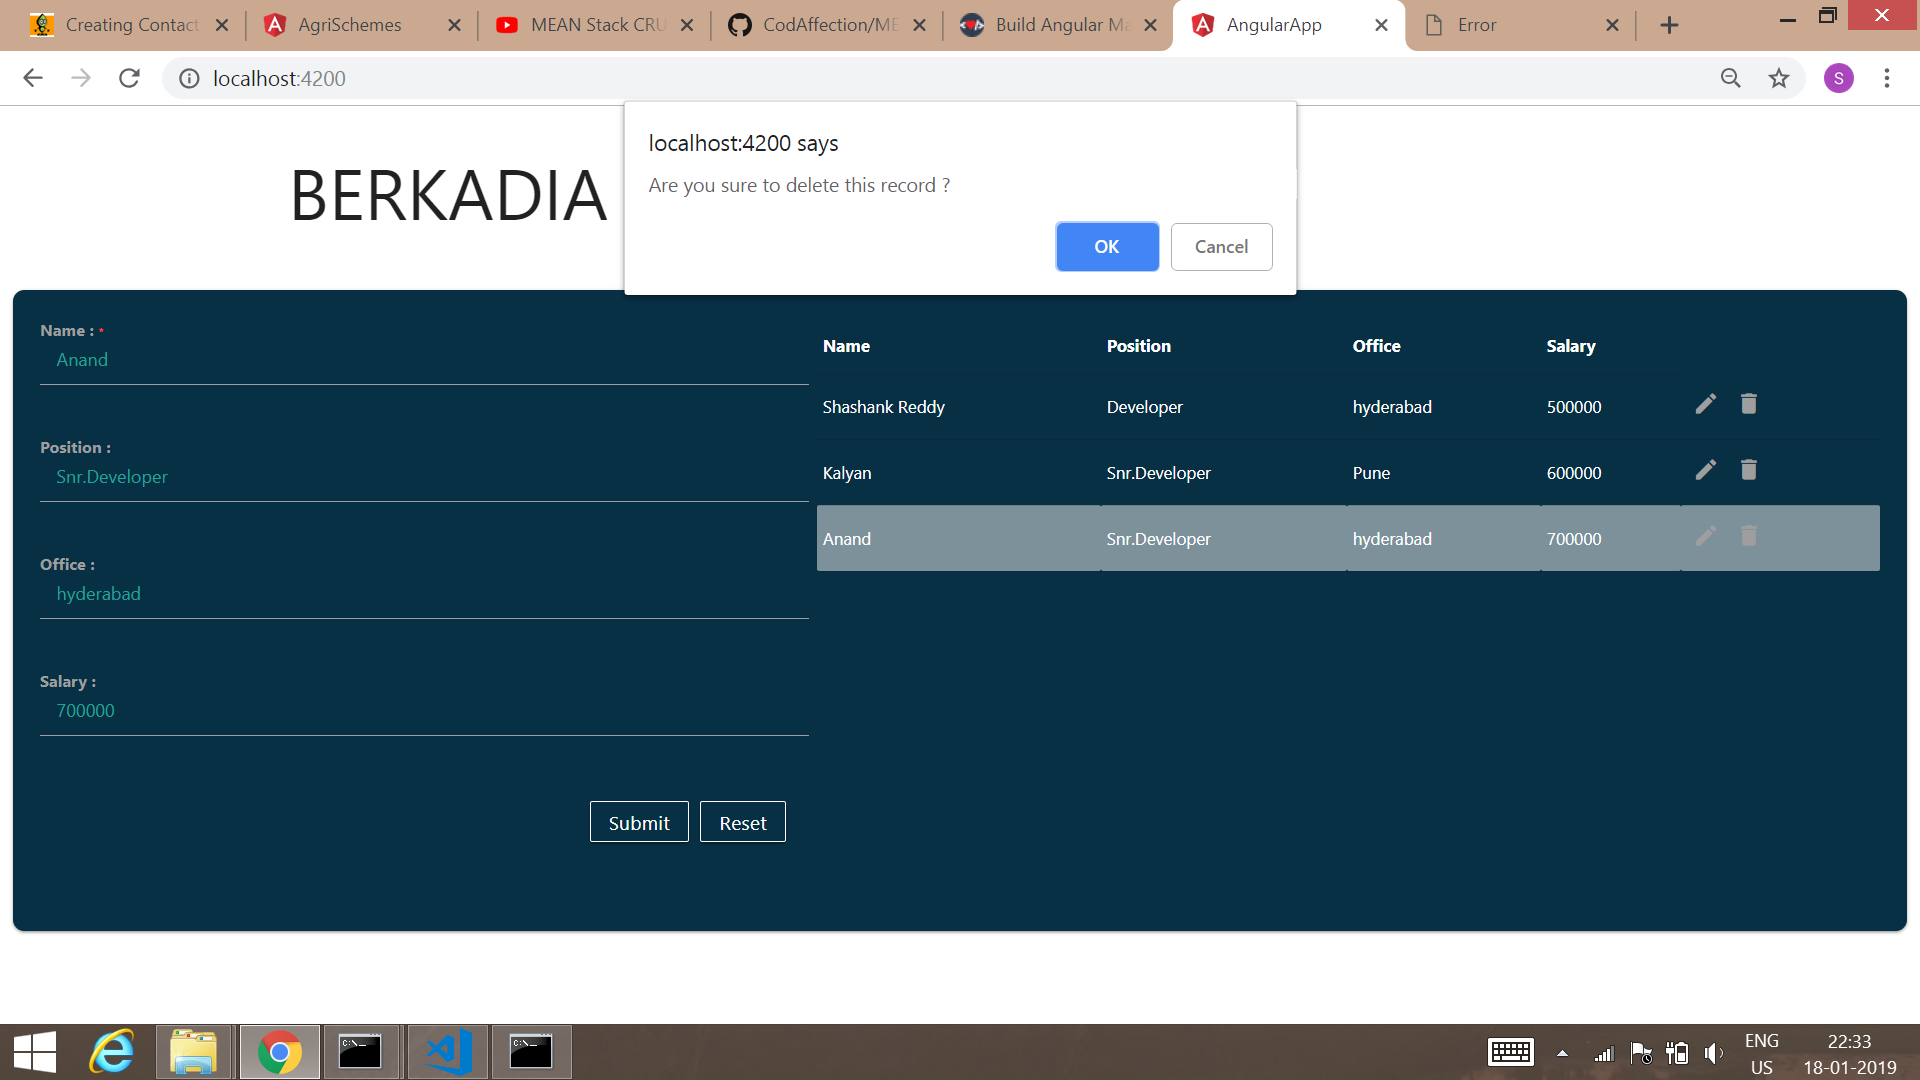 Creating Contact
AgriSchemes
MEAN Stack CRU
CodAffection/ME
Build Angular Ma
AngularApp
Error
localhost:4200
S
localhost:4200 says
Are you sure to delete this record ?
OK
Cancel
BERKADIA
Name : *
Anand
Position :
Snr.Developer
Office :
hyderabad
Salary :
700000
Submit
Reset
Name Position Office Salary
Shashank Reddy Developer hyderabad 500000
Kalyan Snr.Developer Pune 600000
Anand Snr.Developer hyderabad 700000
C:\_
C:\_
ENG
US
22:33
18-01-2019